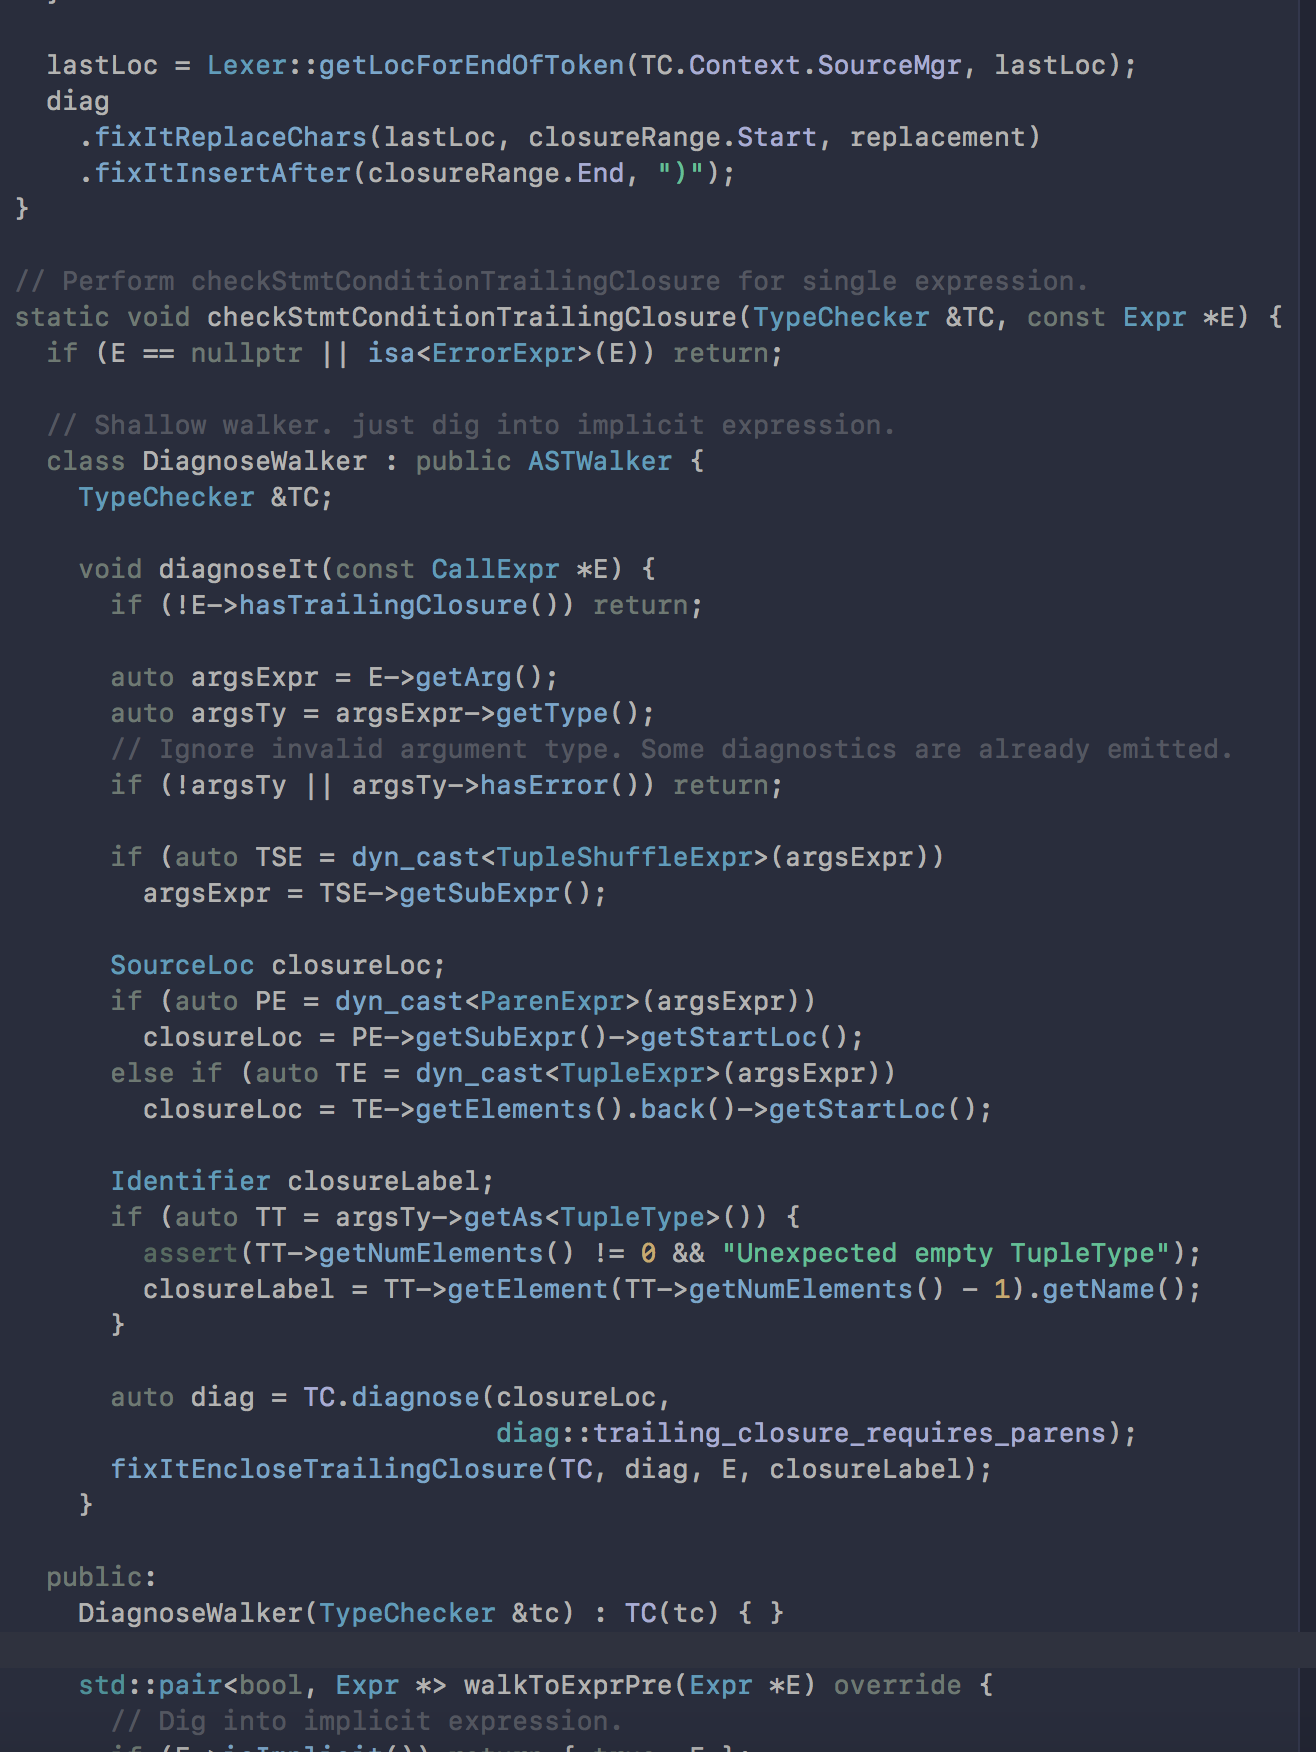 }
lastLoc = Lexer::getLocForEndOfToken(TC.Context.SourceMgr, lastLoc);
diag
.fixItReplaceChars(lastLoc, closureRange.Start, replacement)
.fixItInsertAfter(closureRange.End, ")");
}
// Perform checkStmtConditionTrailingClosure for single expression.
static void checkStmtConditionTrailingClosure(TypeChecker &TC, const Expr *E) {
if (E == nullptr || isa<ErrorExpr>(E)) return;
// Shallow walker. just dig into implicit expression.
class DiagnoseWalker : public ASTWalker {
TypeChecker &TC;
void diagnoseIt(const CallExpr *E) {
if (!E->hasTrailingClosure()) return;
auto argsExpr = E->getArg();
auto argsTy = argsExpr->getType();
// Ignore invalid argument type. Some diagnostics are already emitted.
if (!argsTy || argsTy->hasError()) return;
if (auto TSE = dyn_cast<TupleShuffleExpr>(argsExpr))
argsExpr = TSE->getSubExpr();
SourceLoc closureLoc;
if (auto PE = dyn_cast<ParenExpr>(argsExpr))
closureLoc = PE->getSubExpr()->getStartLoc();
else if (auto TE = dyn_cast<TupleExpr>(argsExpr))
closureLoc = TE->getElements().back()->getStartLoc();
Identifier closureLabel;
if (auto TT = argsTy->getAs<TupleType>()) {
assert(TT->getNumElements() != 0 && "Unexpected empty TupleType");
closureLabel = TT->getElement(TT->getNumElements() - 1).getName();
}
auto diag = TC.diagnose(closureLoc,
diag::trailing_closure_requires_parens);
fixItEncloseTrailingClosure(TC, diag, E, closureLabel);
}
public:
DiagnoseWalker(TypeChecker &tc) : TC(tc) { }
std::pair<bool, Expr *> walkToExprPre(Expr *E) override {
// Dig into implicit expression.
if (E->isImplicit()) return { true, E };